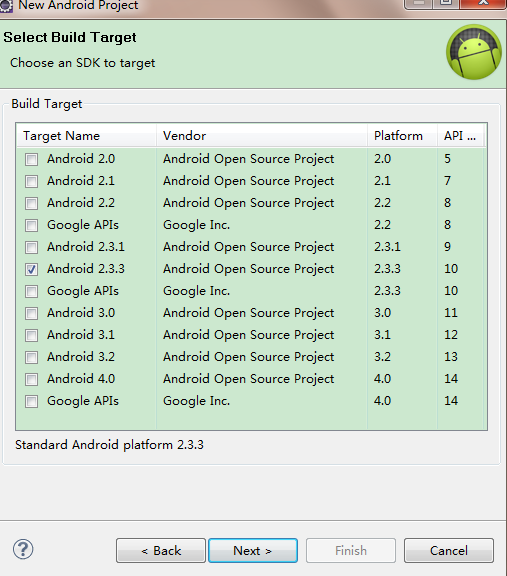 New Android Project
Select Build Target
Choose an SDK to target
Build Target
Target Name Vendor Platform API ...
Android 2.0 Android Open Source Project 2.0 5
Android 2.1 Android Open Source Project 2.1 7
Android 2.2 Android Open Source Project 2.2 8
Google APIs Google Inc. 2.2 8
Android 2.3.1 Android Open Source Project 2.3.1 9
Android 2.3.3 Android Open Source Project 2.3.3 10
Google APIs Google Inc. 2.3.3 10
Android 3.0 Android Open Source Project 3.0 11
Android 3.1 Android Open Source Project 3.1 12
Android 3.2 Android Open Source Project 3.2 13
Android 4.0 Android Open Source Project 4.0 14
Google APIs Google Inc. 4.0 14
Standard Android platform 2.3.3
? < Back Next > Finish Cancel